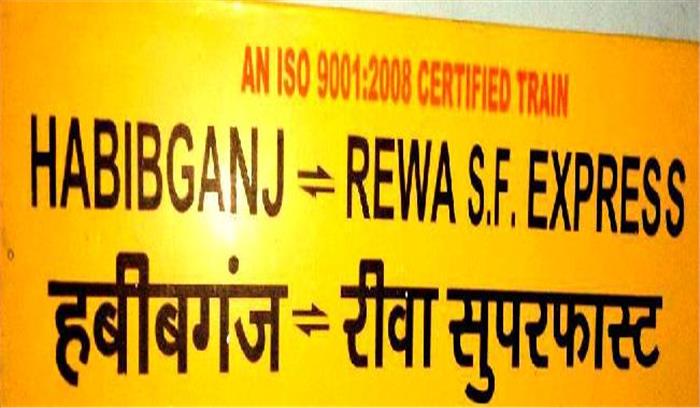 AN ISO 9001:2008 CERTIFIED TRAIN
HABIBGANJ ⇌ REWA S.F. EXPRESS
हबीबगंज ⇌ रीवा सुपरफास्ट